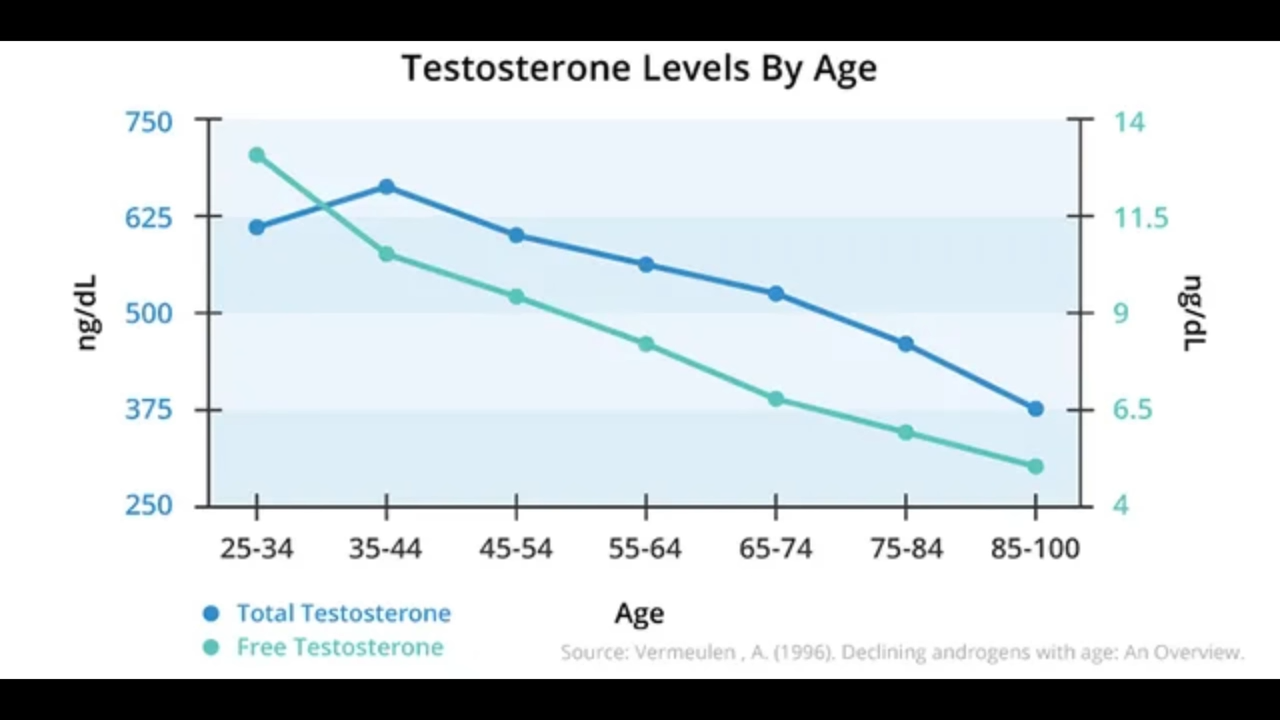 Testosterone Levels By Age
750
625
500
375
250
ng/dL
14
11.5
9
6.5
4
ng/dL
25-34 35-44 45-54 55-64 65-74 75-84 85-100
Age
Total Testosterone
Free Testosterone
Source: Vermeulen , A. (1996). Declining androgens with age: An Overview.